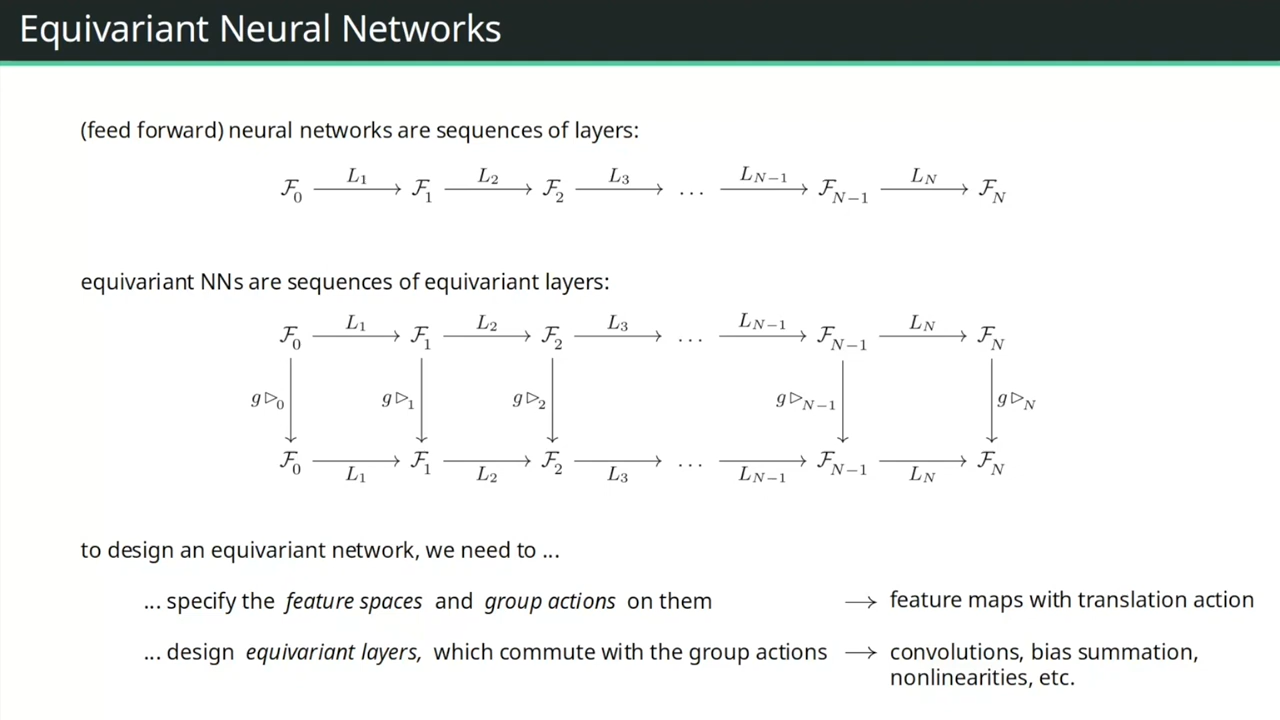 Equivariant Neural Networks
(feed forward) neural networks are sequences of layers:
L₁ L₂ L₃ L_{N−1} L_N
ℱ₀ ⟶ ℱ₁ ⟶ ℱ₂ ⟶ … ⟶ ℱ_{N−1} ⟶ ℱ_N
equivariant NNs are sequences of equivariant layers:
L₁ L₂ L₃ L_{N−1} L_N
ℱ₀ ⟶ ℱ₁ ⟶ ℱ₂ ⟶ … ⟶ ℱ_{N−1} ⟶ ℱ_N
g▷₀ g▷₁ g▷₂ g▷_{N−1} g▷_N
ℱ₀ ⟶ ℱ₁ ⟶ ℱ₂ ⟶ … ⟶ ℱ_{N−1} ⟶ ℱ_N
L₁ L₂ L₃ L_{N−1} L_N
to design an equivariant network, we need to ...
... specify the feature spaces and group actions on them ⟶ feature maps with translation action
... design equivariant layers, which commute with the group actions ⟶ convolutions, bias summation,
nonlinearities, etc.